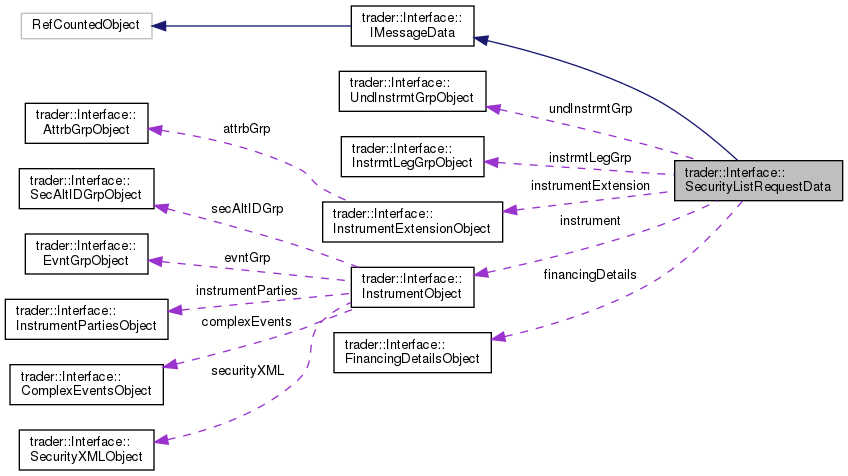 RefCountedObject
trader::Interface::
IMessageData
trader::Interface::
UndInstrmtGrpObject
undInstrmtGrp
trader::Interface::
AttrbGrpObject
attrbGrp
trader::Interface::
InstrmtLegGrpObject
instrmtLegGrp
trader::Interface::
SecurityListRequestData
trader::Interface::
SecAltIDGrpObject
secAltIDGrp
trader::Interface::
InstrumentExtensionObject
instrumentExtension
instrument
trader::Interface::
EvntGrpObject
evntGrp
trader::Interface::
InstrumentObject
financingDetails
instrumentParties
trader::Interface::
InstrumentPartiesObject
complexEvents
trader::Interface::
FinancingDetailsObject
trader::Interface::
ComplexEventsObject
securityXML
trader::Interface::
SecurityXMLObject